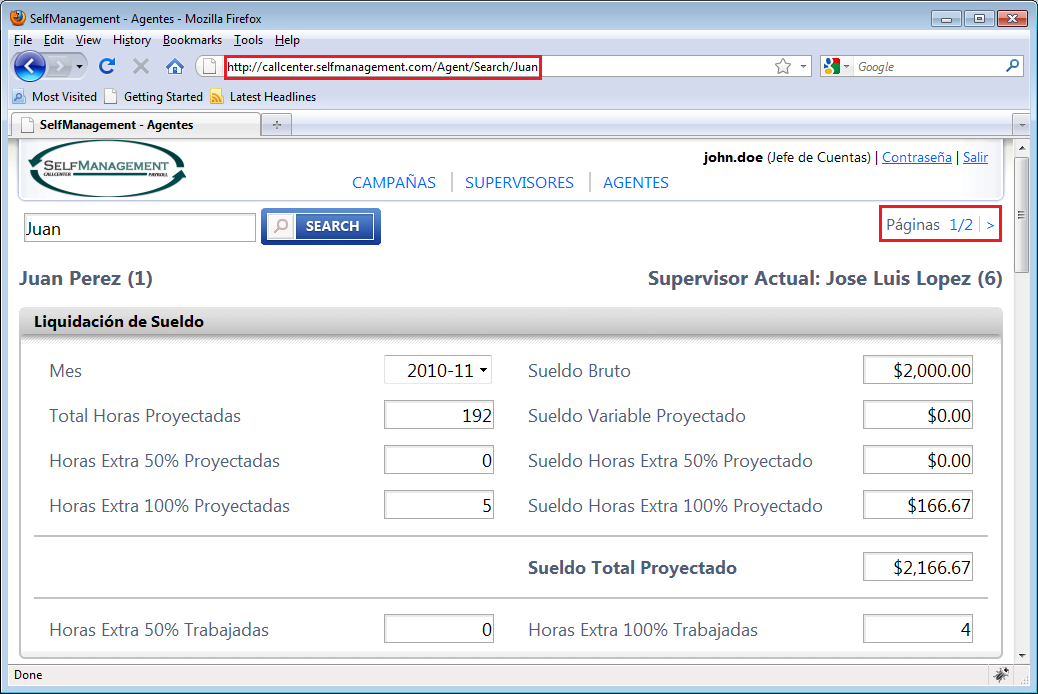 SelfManagement - Agentes - Mozilla Firefox
File Edit View History Bookmarks Tools Help
http://callcenter.selfmanagement.com/Agent/Search/Juan Google
Most Visited Getting Started Latest Headlines
SelfManagement - Agentes
SELFMANAGEMENT
CALLCENTER PAYROLL
john.doe (Jefe de Cuentas) | Contraseña | Salir
CAMPAÑAS | SUPERVISORES | AGENTES
Juan SEARCH Páginas 1/2 | >
Juan Perez (1) Supervisor Actual: Jose Luis Lopez (6)
Liquidación de Sueldo
Mes 2010-11 Sueldo Bruto $2,000.00
Total Horas Proyectadas 192 Sueldo Variable Proyectado $0.00
Horas Extra 50% Proyectadas 0 Sueldo Horas Extra 50% Proyectado $0.00
Horas Extra 100% Proyectadas 5 Sueldo Horas Extra 100% Proyectado $166.67
Sueldo Total Proyectado $2,166.67
Horas Extra 50% Trabajadas 0 Horas Extra 100% Trabajadas 4
Done